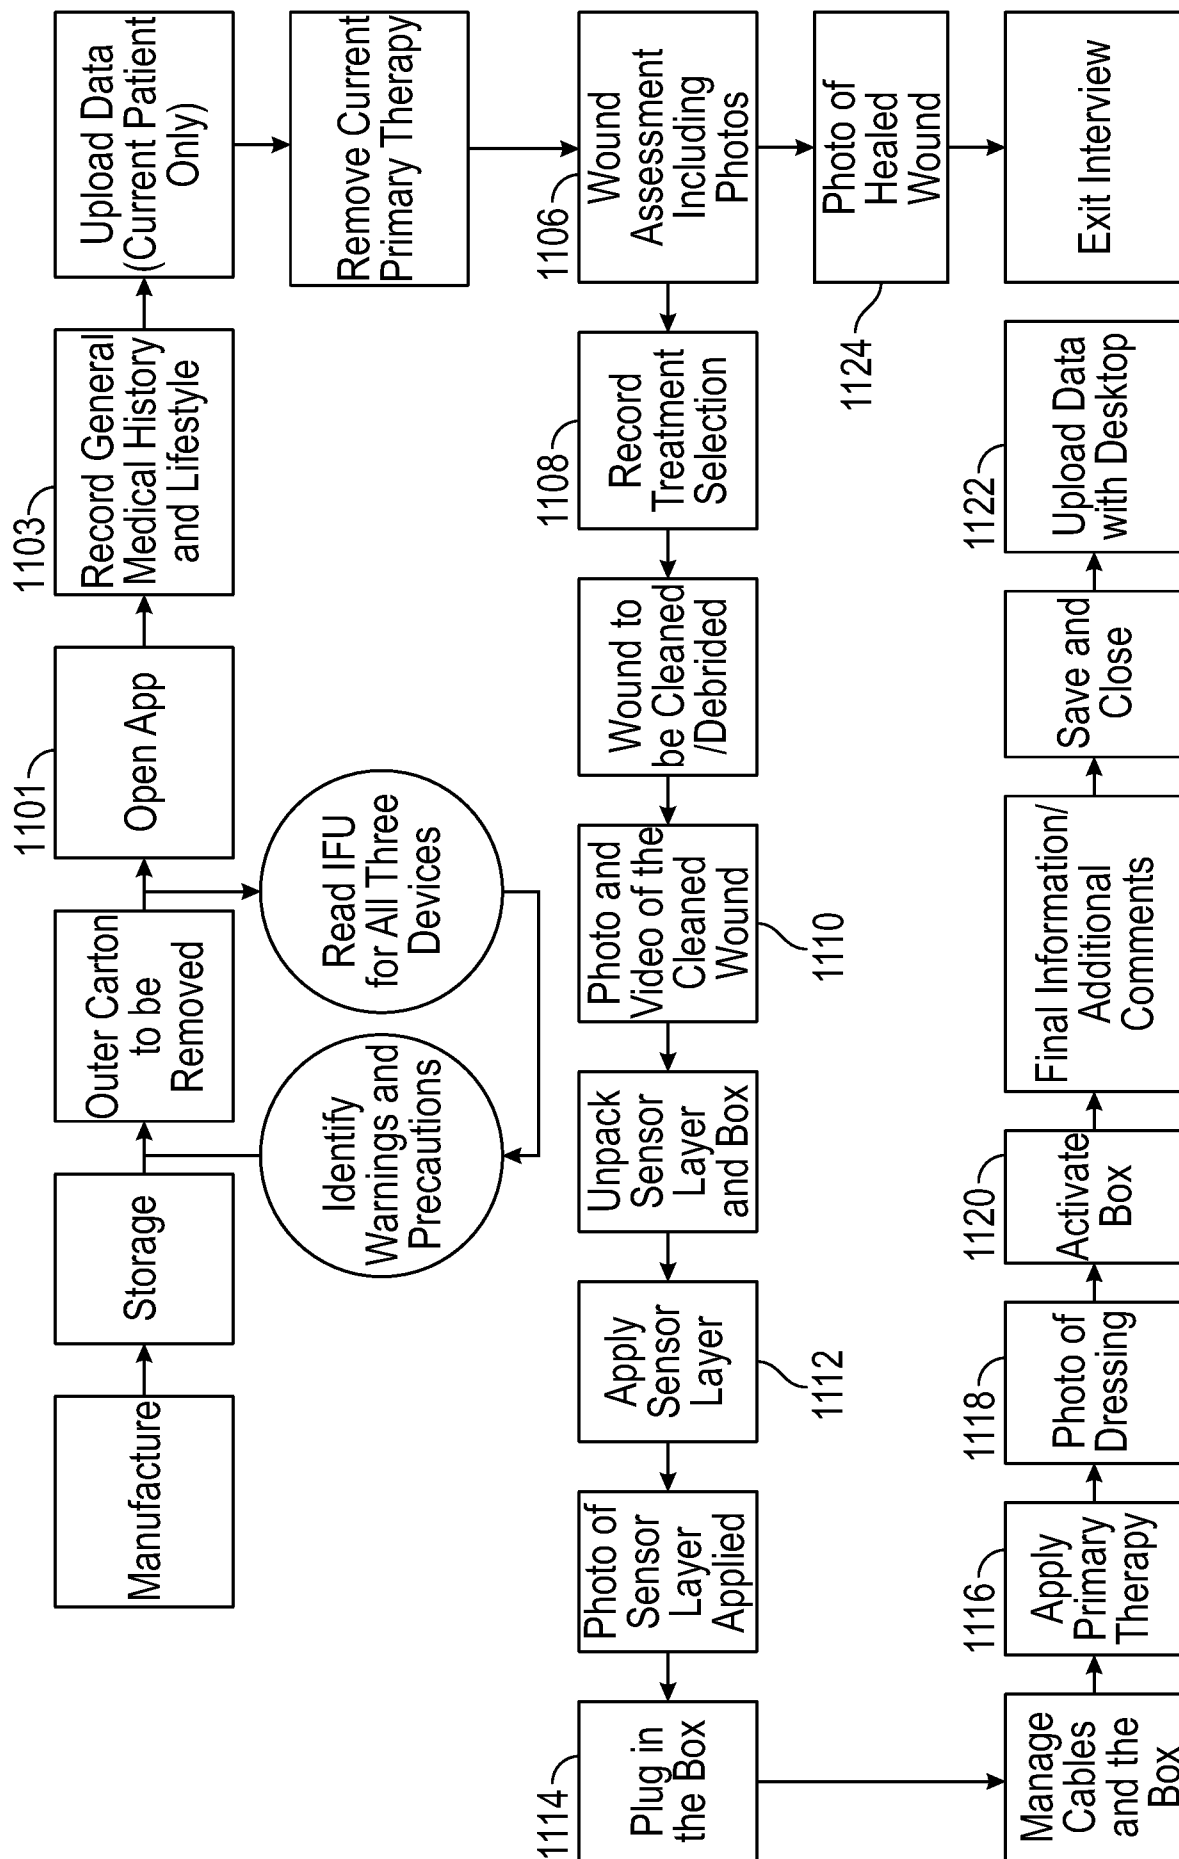 Manufacture
Storage
Outer Carton
to be
Removed
1101
Open App
1103
Record General
Medical History
and Lifestyle
Upload Data
(Current Patient
Only)
Identify
Warnings and
Precautions
Read IFU
for All Three
Devices
Remove Current
Primary Therapy
1106
Wound
Assessment
Including
Photos
1108
Record
Treatment
Selection
Wound to
be Cleaned
/Debrided
Photo and
Video of the
Cleaned
Wound
1110
Unpack
Sensor
Layer
and Box
Apply
Sensor
Layer
1112
Photo of
Sensor
Layer
Applied
1114
Plug in
the Box
Photo of
Healed
Wound
1124
Manage
Cables
and the
Box
1116
Apply
Primary
Therapy
1118
Photo of
Dressing
1120
Activate
Box
Final Information/
Additional
Comments
Save and
Close
1122
Upload Data
with Desktop
Exit Interview